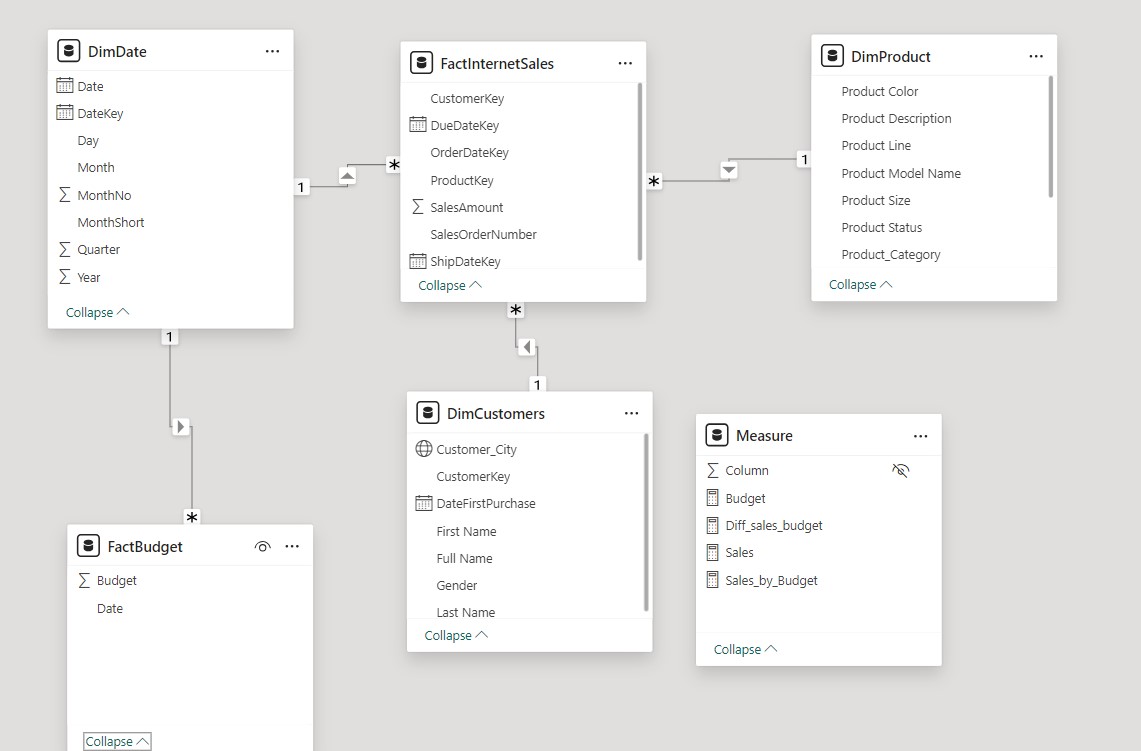 DimDate
Date
DateKey
Day
Month
MonthNo
MonthShort
Quarter
Year
Collapse
1
*
FactInternetSales
CustomerKey
DueDateKey
OrderDateKey
ProductKey
SalesAmount
SalesOrderNumber
ShipDateKey
Collapse
*
1
DimProduct
Product Color
Product Description
Product Line
Product Model Name
Product Size
Product Status
Product_Category
Collapse
1
*
FactBudget
Budget
Date
Collapse
*
1
DimCustomers
Customer_City
CustomerKey
DateFirstPurchase
First Name
Full Name
Gender
Last Name
Collapse
Measure
Column
Budget
Diff_sales_budget
Sales
Sales_by_Budget
Collapse